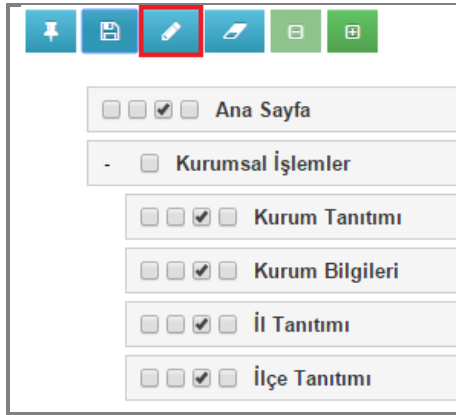 Ana Sayfa
- Kurumsal İşlemler
Kurum Tanıtımı
Kurum Bilgileri
İl Tanıtımı
İlçe Tanıtımı